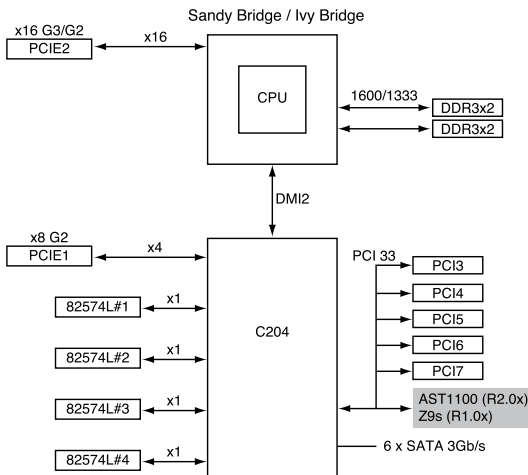 Sandy Bridge / Ivy Bridge
x16 G3/G2
PCIE2
x16
CPU
1600/1333
DDR3x2
DDR3x2
DMI2
x8 G2
PCIE1
x4
C204
PCI 33
PCI3
PCI4
PCI5
PCI6
PCI7
82574L#1
x1
82574L#2
x1
82574L#3
x1
82574L#4
x1
AST1100 (R2.0x)
Z9s (R1.0x)
6 x SATA 3Gb/s